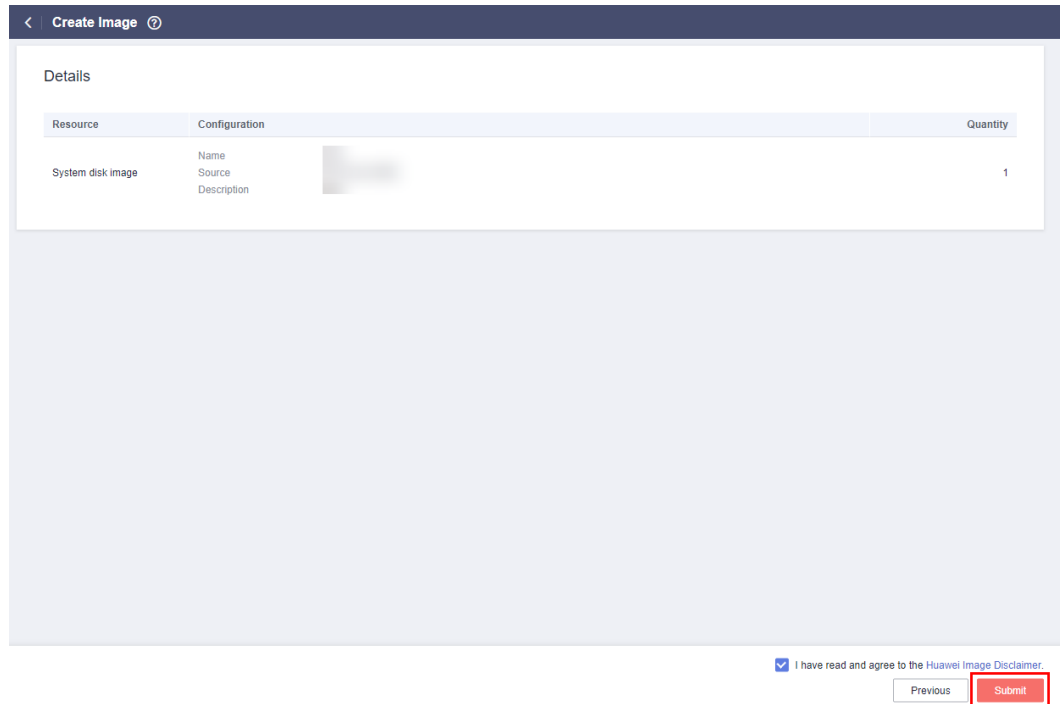 Create Image
Details
Resource Configuration Quantity
Name
System disk image Source 1
Description
I have read and agree to the Huawei Image Disclaimer.
Previous Submit